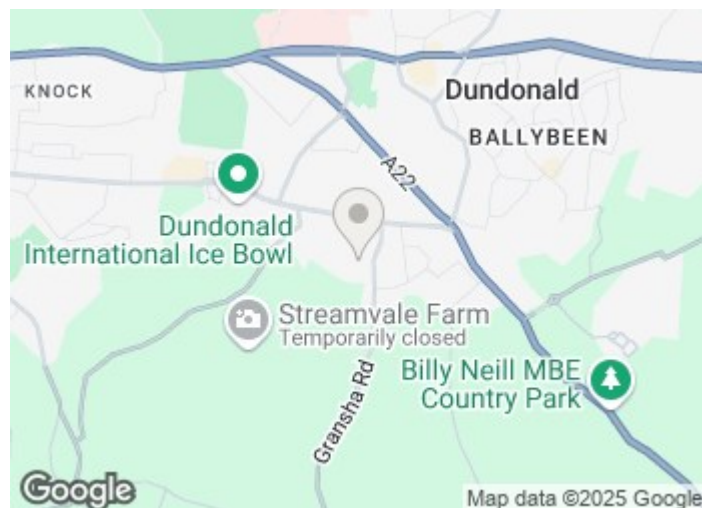 Dundonald
KNOCK
BALLYBEEN
A22
Dundonald
International Ice Bowl
Streamvale Farm
Temporarily closed
Billy Neill MBE
Country Park
Gransha Rd
Google
Map data ©2025 Google